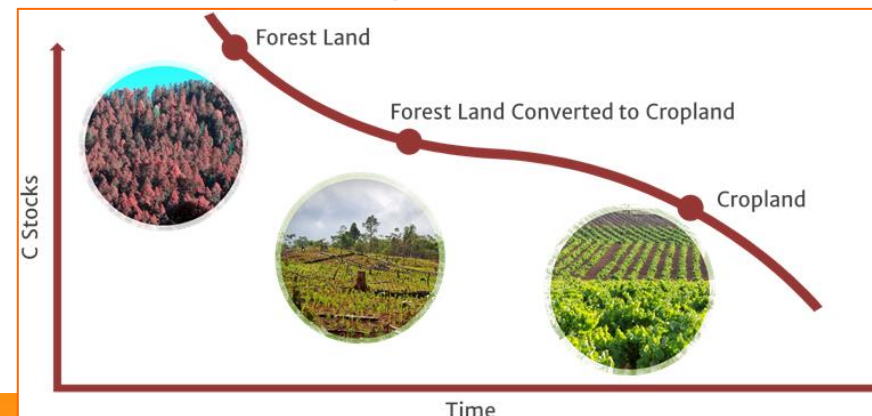 Forest Land
Forest Land Converted to Cropland
Cropland
C Stocks
Time